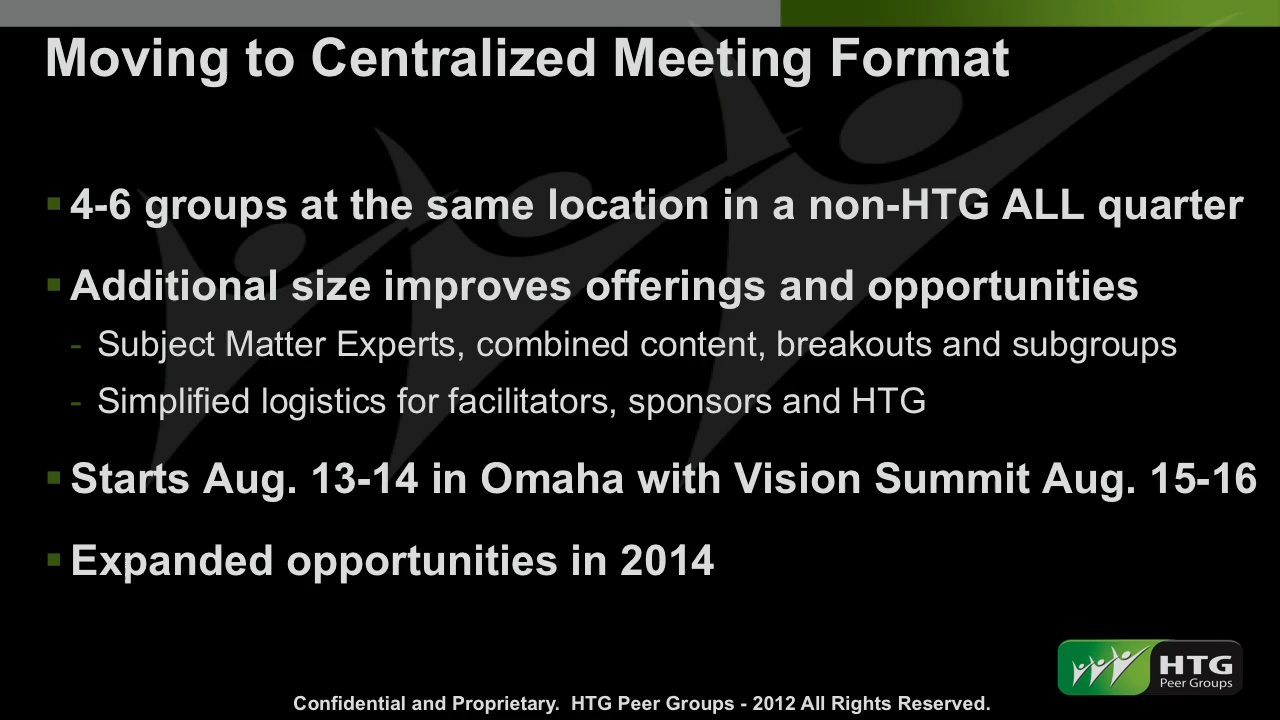 Moving to Centralized Meeting Format
▪ 4-6 groups at the same location in a non-HTG ALL quarter
▪ Additional size improves offerings and opportunities
- Subject Matter Experts, combined content, breakouts and subgroups
- Simplified logistics for facilitators, sponsors and HTG
▪ Starts Aug. 13-14 in Omaha with Vision Summit Aug. 15-16
▪ Expanded opportunities in 2014
HTG
Peer Groups
Confidential and Proprietary. HTG Peer Groups - 2012 All Rights Reserved.